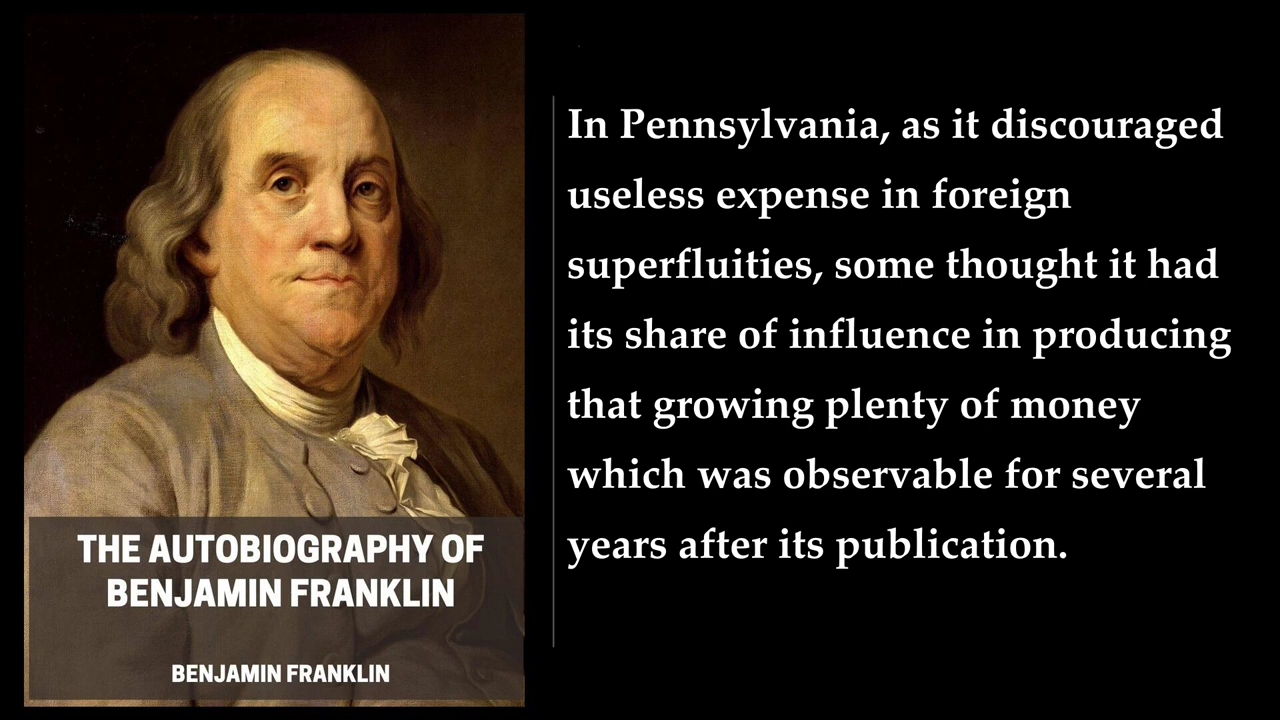 THE AUTOBIOGRAPHY OF
BENJAMIN FRANKLIN
BENJAMIN FRANKLIN
In Pennsylvania, as it discouraged
useless expense in foreign
superfluities, some thought it had
its share of influence in producing
that growing plenty of money
which was observable for several
years after its publication.